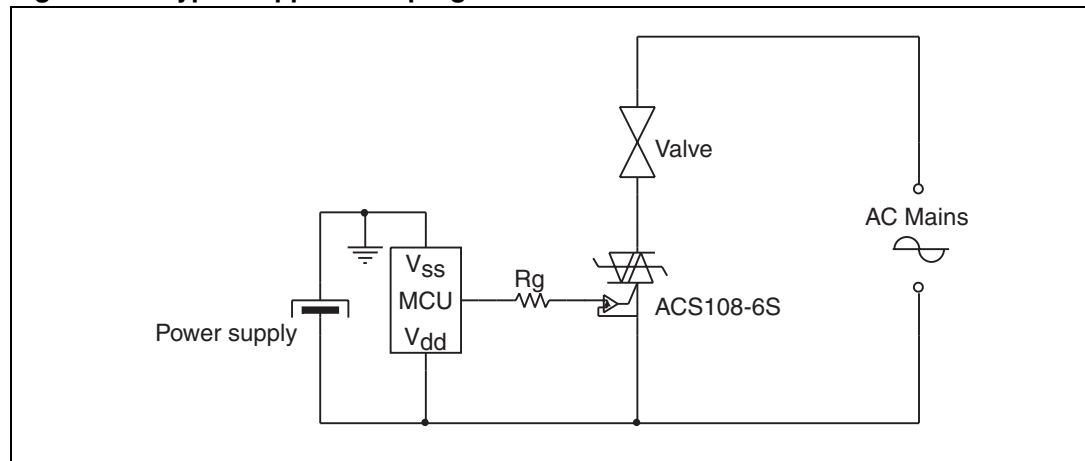 Valve
AC Mains
Vss
MCU
Vdd
Rg
ACS108-6S
Power supply